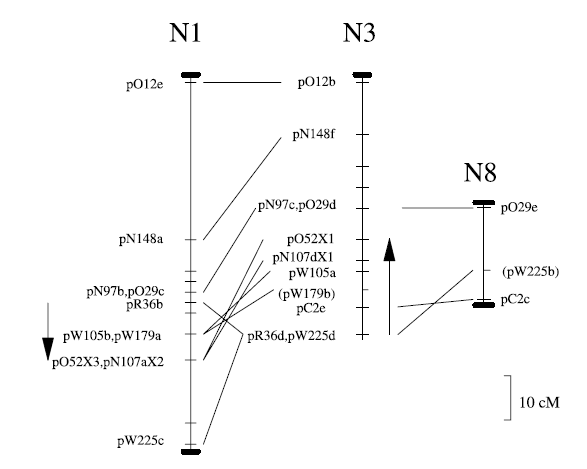 N1
N3
N8
pO12e
pO12b
pN148f
pN97c,pO29d
pO29e
pN148a
pO52X1
pN107dX1
pW105a
(pW225b)
pN97b,pO29c
(pW179b)
pR36b
pC2e
pC2c
pW105b,pW179a
pR36d,pW225d
pO52X3,pN107aX2
10 cM
pW225c